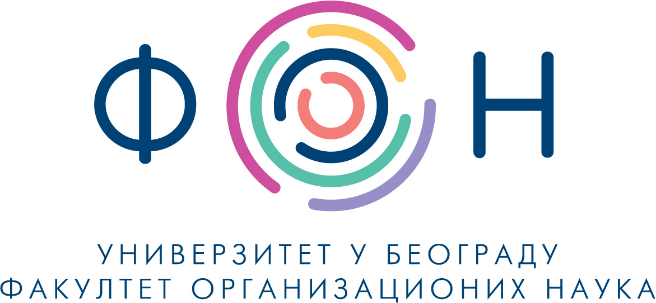 ФОН
УНИВЕРЗИТЕТ У БЕОГРАДУ
ФАКУЛТЕТ ОРГАНИЗАЦИОНИХ НАУКА